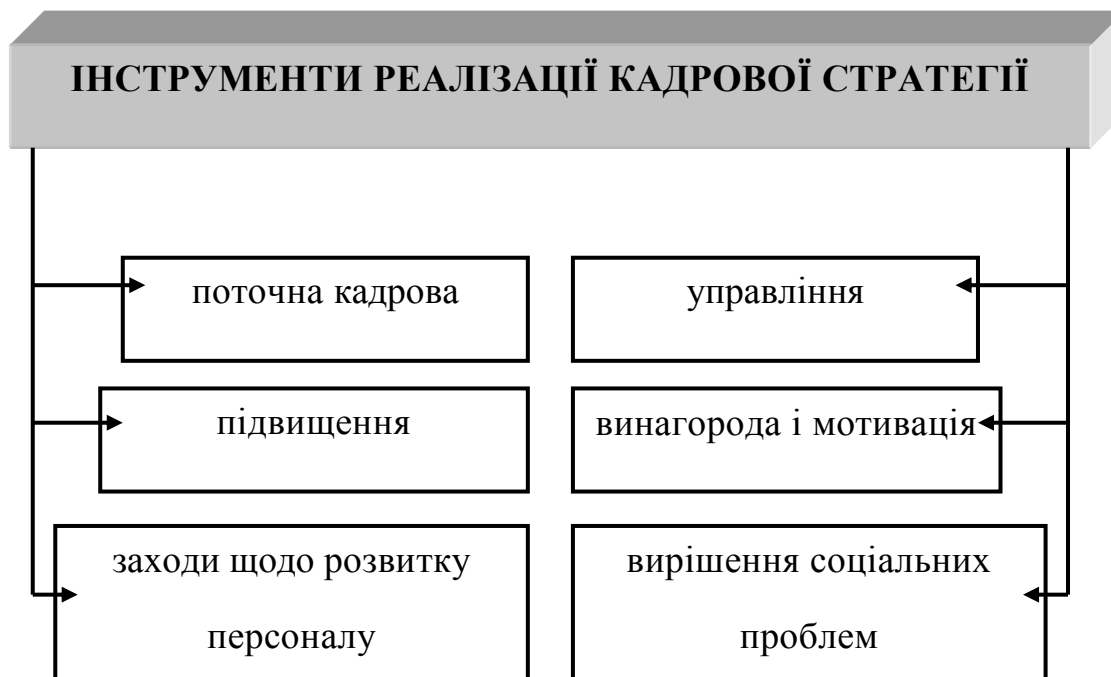 ІНСТРУМЕНТИ РЕАЛІЗАЦІЇ КАДРОВОЇ СТРАТЕГІЇ
поточна кадрова
управління
підвищення
винагорода і мотивація
заходи щодо розвитку
персоналу
вирішення соціальних
проблем